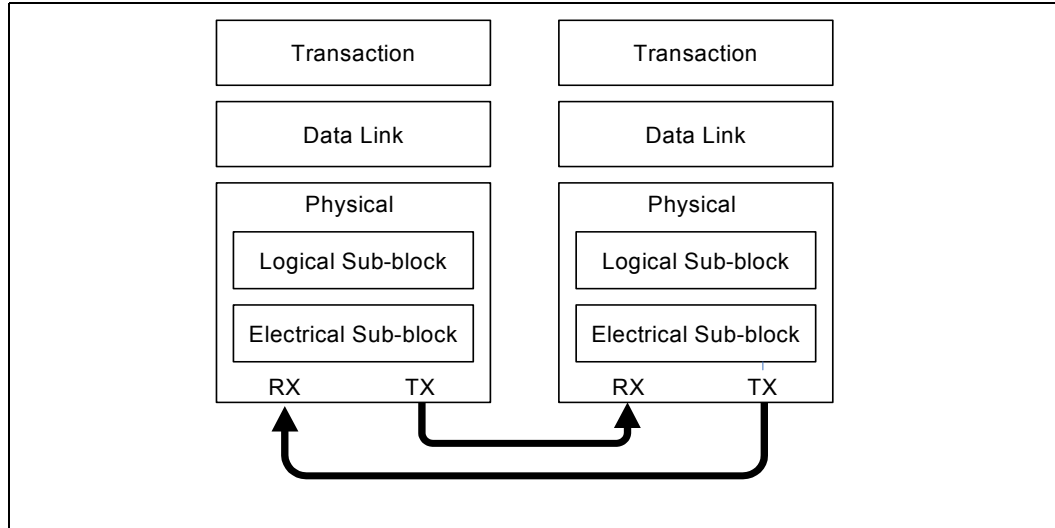 Transaction
Data Link
Physical
Logical Sub-block
Electrical Sub-block
RX TX
Transaction
Data Link
Physical
Logical Sub-block
Electrical Sub-block
RX TX